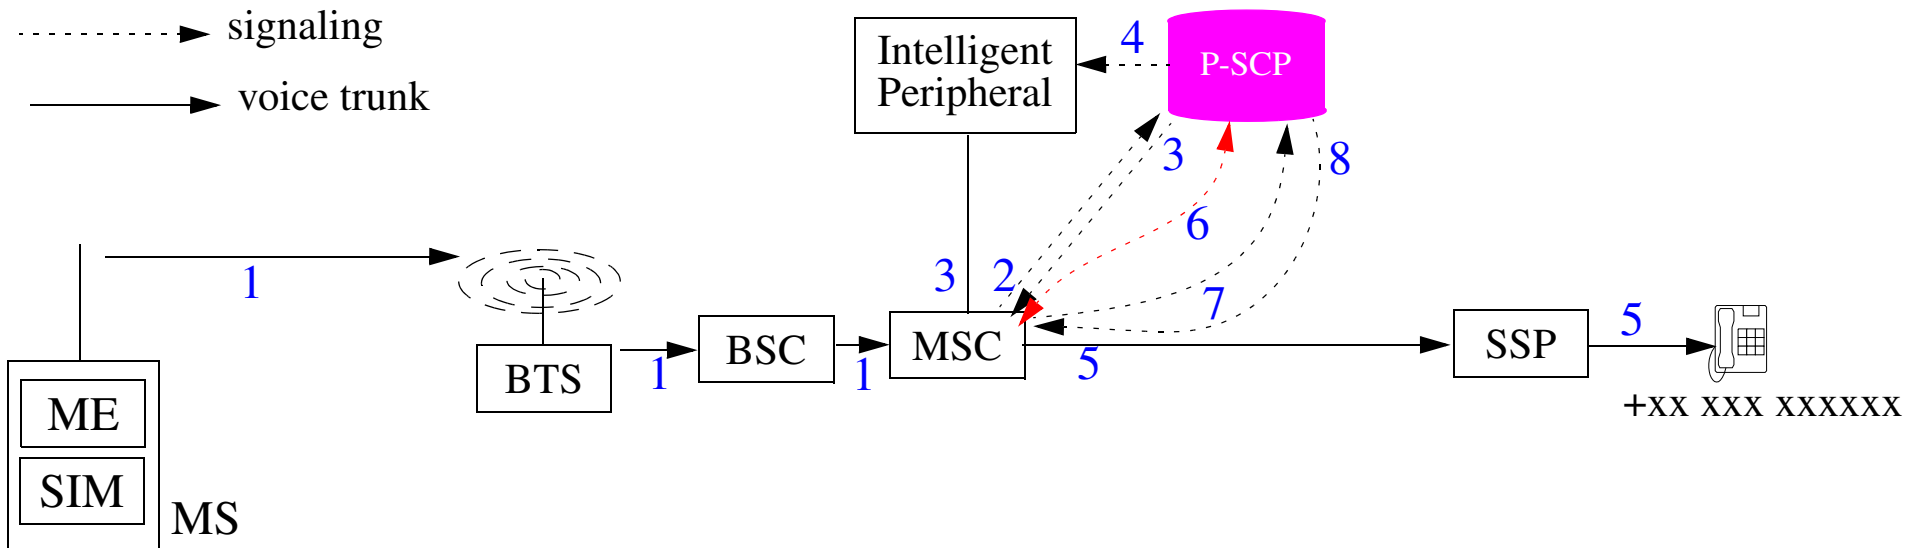 signaling
voice trunk
Intelligent
Peripheral
4
P-SCP
3
8
6
3
2
7
1
5
5
BTS
1
BSC
1
MSC
SSP
+xx xxx xxxxxx
ME
SIM
MS